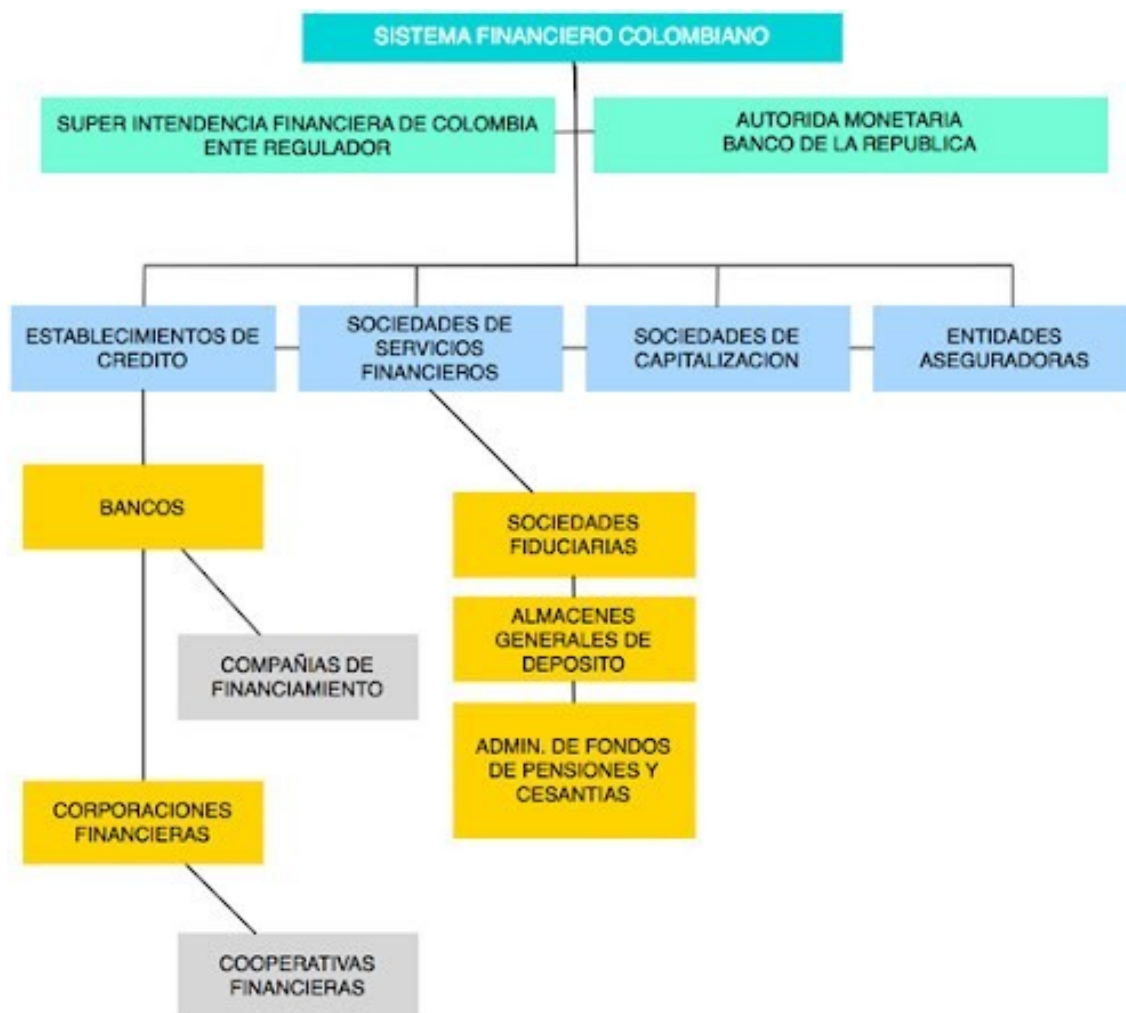 SISTEMA FINANCIERO COLOMBIANO
SUPER INTENDENCIA FINANCIERA DE COLOMBIA
ENTE REGULADOR
AUTORIDA MONETARIA
BANCO DE LA REPUBLICA
ESTABLECIMIENTOS DE
CREDITO
SOCIEDADES DE
SERVICIOS
FINANCIEROS
SOCIEDADES DE
CAPITALIZACION
ENTIDADES
ASEGURADORAS
BANCOS
SOCIEDADES
FIDUCIARIAS
ALMACENES
GENERALES DE
DEPOSITO
COMPAÑIAS DE
FINANCIAMIENTO
ADMIN. DE FONDOS
DE PENSIONES Y
CESANTIAS
CORPORACIONES
FINANCIERAS
COOPERATIVAS
FINANCIERAS